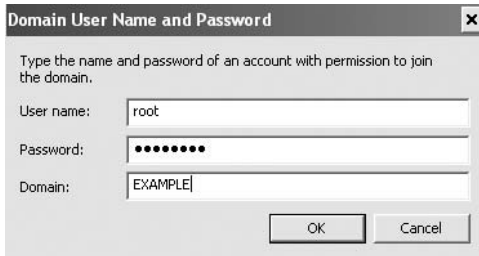 Domain User Name and Password
Type the name and password of an account with permission to join
the domain.
User name: root
Password: ●●●●●●●●
Domain: EXAMPLE
OK Cancel